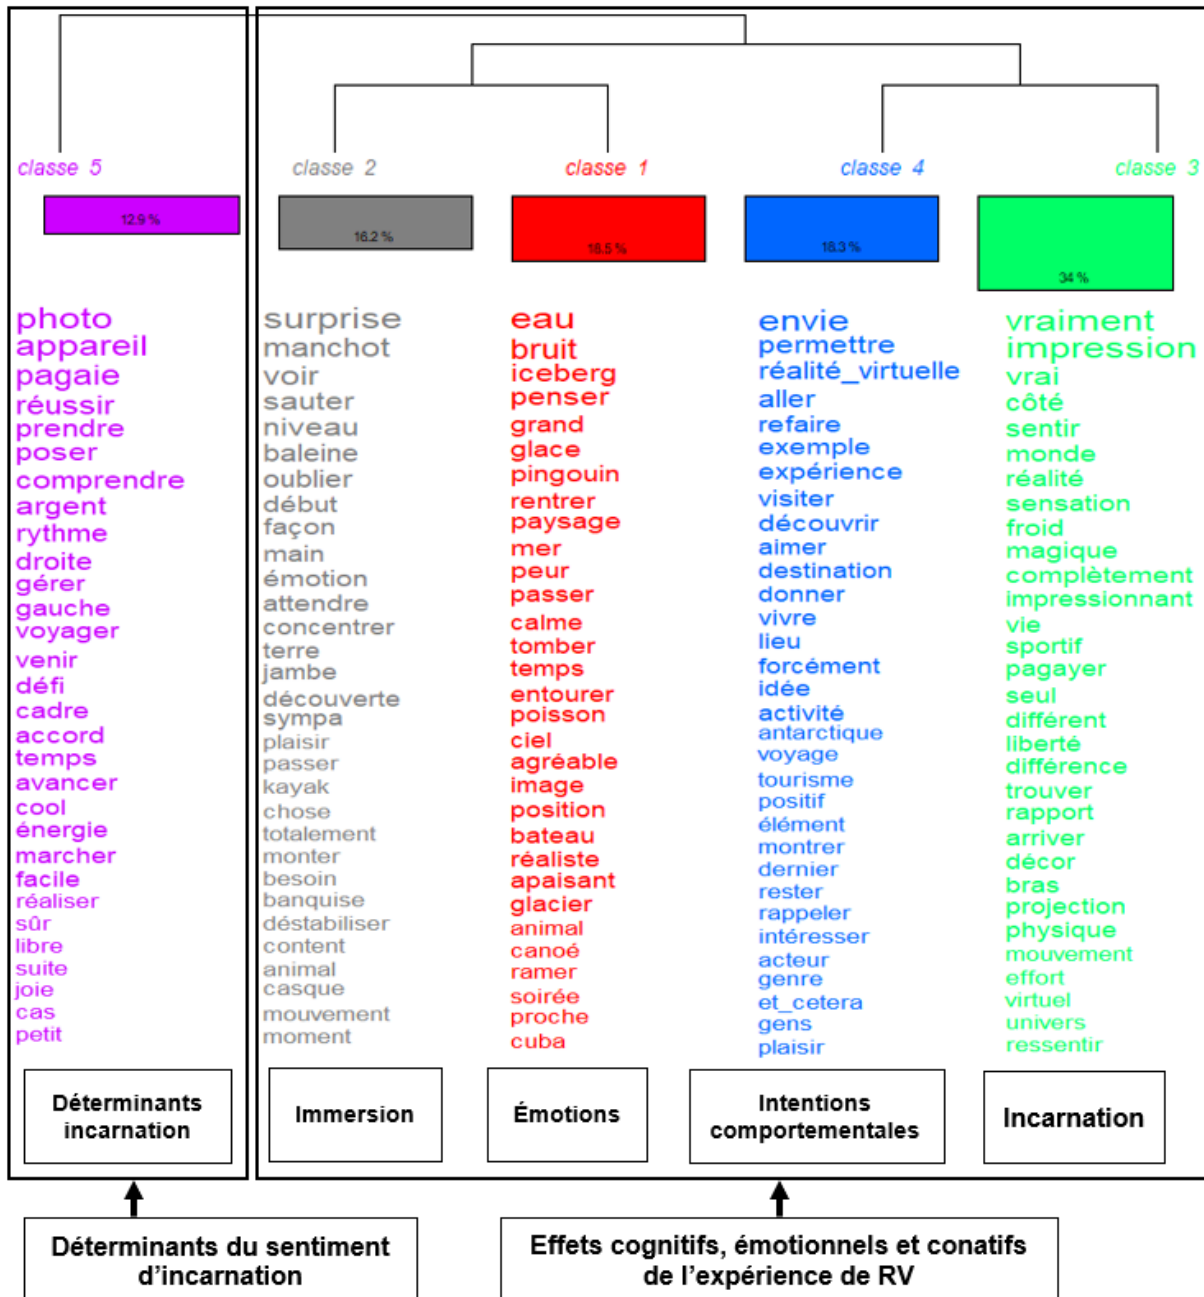 classe 5
classe 2
classe 1
classe 4
classe 3
12.9 %
16.2 %
18.5 %
18.3 %
34 %
photo
appareil
pagaie
réussir
prendre
poser
comprendre
argent
rythme
droite
gérer
gauche
voyager
venir
défi
cadre
accord
temps
avancer
cool
énergie
marcher
facile
réaliser
sûr
libre
suite
joie
cas
petit
surprise
manchot
voir
sauter
niveau
baleine
oublier
début
façon
main
émotion
attendre
concentrer
terre
jambe
découverte
sympa
plaisir
passer
kayak
chose
totalement
monter
besoin
banquise
déstabiliser
content
animal
casque
mouvement
moment
eau
bruit
iceberg
penser
grand
glace
pingouin
rentrer
paysage
mer
peur
passer
calme
tomber
temps
entourer
poisson
ciel
agréable
image
position
bateau
réaliste
apaisant
glacier
animal
canoé
ramer
soirée
proche
cuba
envie
permettre
réalité_virtuelle
aller
refaire
exemple
expérience
visiter
découvrir
aimer
destination
donner
vivre
lieu
forcément
idée
activité
antarctique
voyage
tourisme
positif
élément
montrer
dernier
rester
rappeler
intéresser
acteur
genre
et_cetera
gens
plaisir
vraiment
impression
vrai
côté
sentir
monde
réalité
sensation
froid
magique
complètement
impressionnant
vie
sportif
pagayer
seul
différent
liberté
différence
trouver
rapport
arriver
décor
bras
projection
physique
mouvement
effort
virtuel
univers
ressentir
Déterminants
incarnation
Immersion
Émotions
Intentions
comportementales
Incarnation
Déterminants du sentiment
d'incarnation
Effets cognitifs, émotionnels et conatifs
de l'expérience de RV